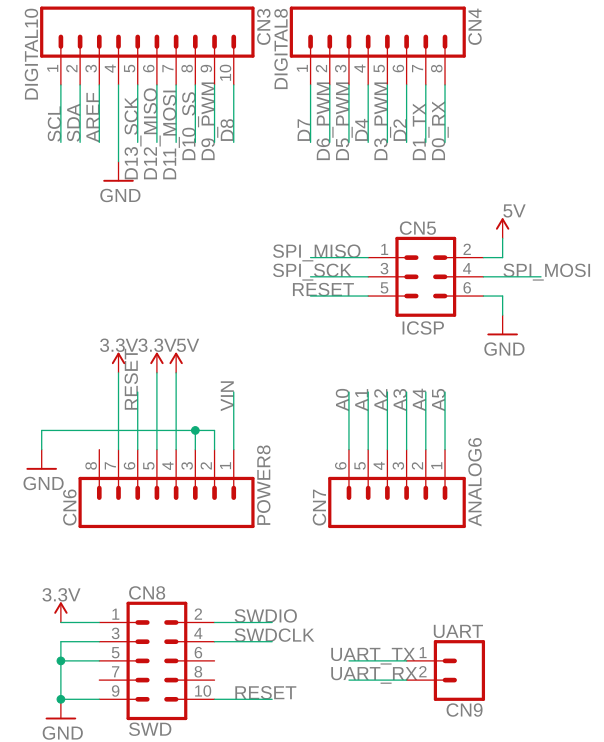 DIGITAL10
CN3
1 2 3 4 5 6 7 8 9 10
SCL
SDA
AREF
D13_SCK
D12_MISO
D11_MOSI
D10_SS
D9_PWM
D8
GND
DIGITAL8
CN4
1 2 3 4 5 6 7 8
D7
D6_PWM
D5_PWM
D4
D3_PWM
D2
D1_TX
D0_RX
CN5
5V
SPI_MISO 1 2
SPI_SCK 3 4 SPI_MOSI
RESET 5 6
ICSP
GND
3.3V
RESET
3.3V
5V
VIN
GND
8 7 6 5 4 3 2 1
CN6
POWER8
A0
A1
A2
A3
A4
A5
6 5 4 3 2 1
CN7
ANALOG6
3.3V
CN8
1 2 SWDIO
3 4 SWDCLK
5 6
7 8
9 10 RESET
GND
SWD
UART
UART_TX 1
UART_RX 2
CN9